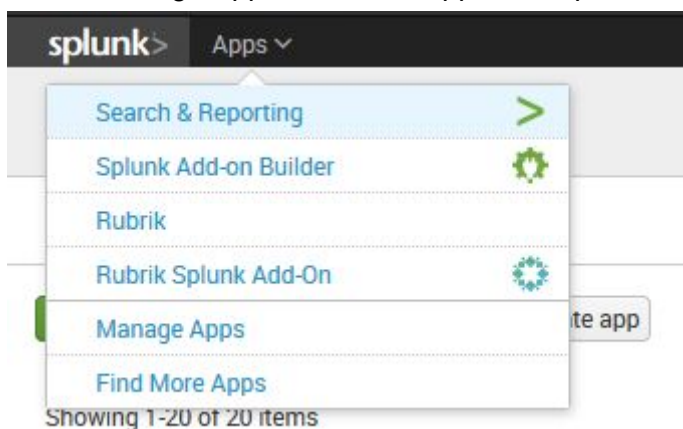 splunk> Apps
Search & Reporting
Splunk Add-on Builder
Rubrik
Rubrik Splunk Add-On
Manage Apps
te app
Find More Apps
Showing 1-20 of 20 items